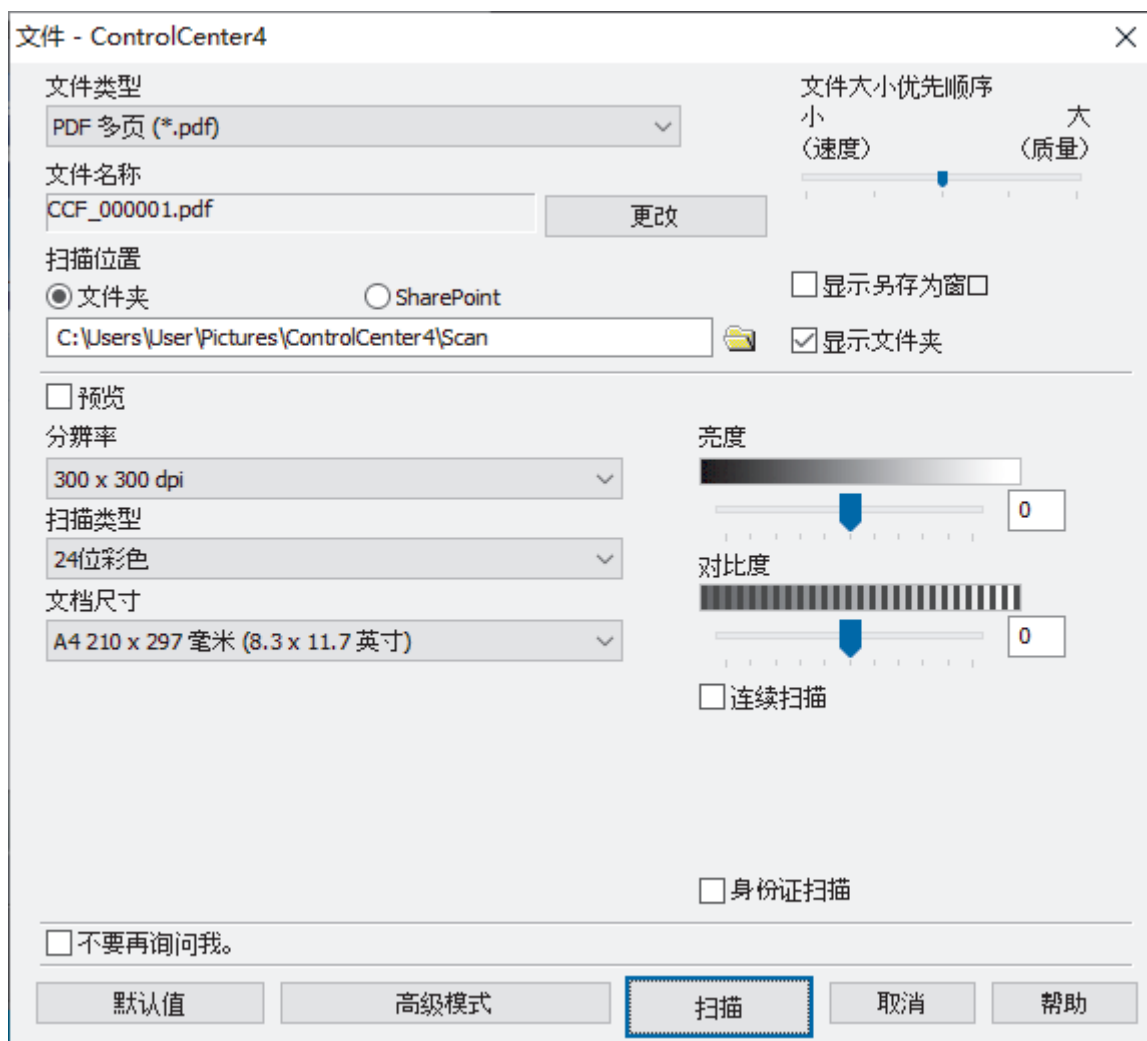 文件 - ControlCenter4
文件类型
PDF 多页 (*.pdf)
文件大小优先顺序
小 大
（速度） （质量）
文件名称
CCF_000001.pdf
更改
扫描位置
文件夹 SharePoint
显示另存为窗口
C:\Users\User\Pictures\ControlCenter4\Scan
显示文件夹
预览
分辨率
300 x 300 dpi
扫描类型
24位彩色
文档尺寸
A4 210 x 297 毫米 (8.3 x 11.7 英寸)
亮度
0
对比度
0
连续扫描
身份证扫描
不要再询问我。
默认值 高级模式 扫描 取消 帮助